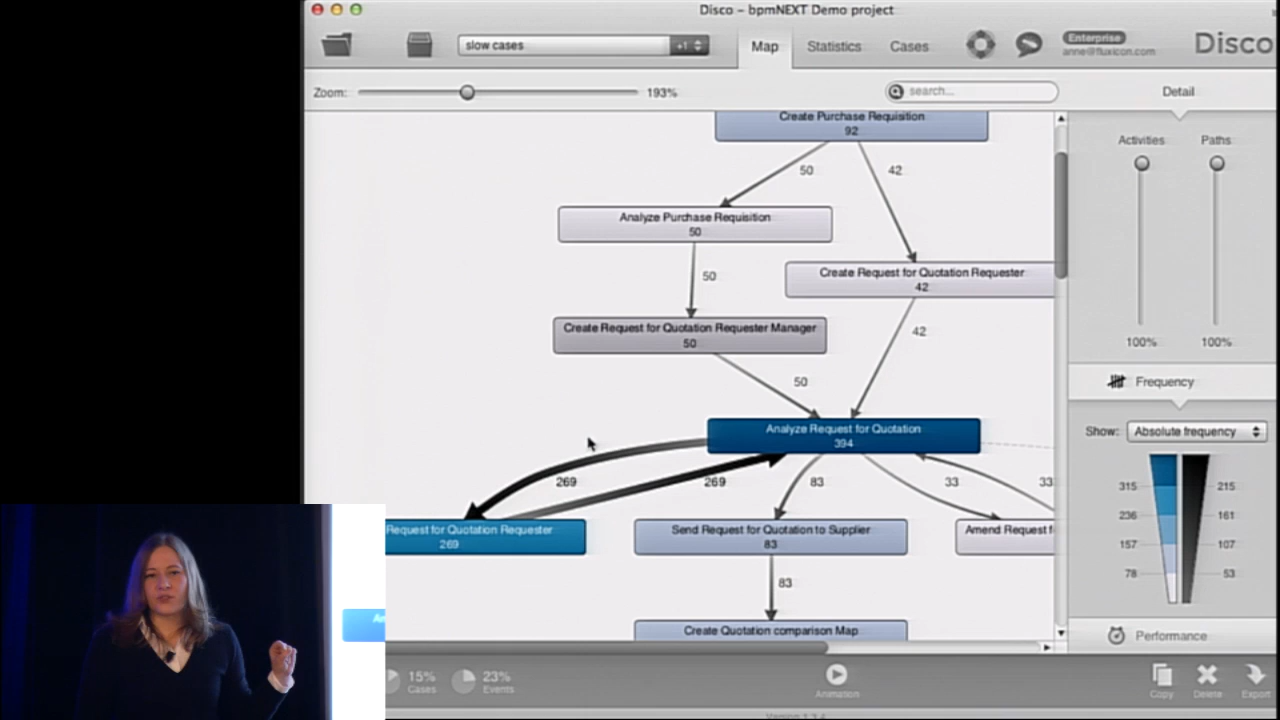 Disco – bpmNEXT Demo project
slow cases
+1
Map
Statistics
Cases
Enterprise
anne@fluxicon.com
Disco
Zoom:
193%
search...
Detail
Create Purchase Requisition
92
50
42
Activities
Paths
Analyze Purchase Requisition
50
50
Create Request for Quotation Requester
42
42
Create Request for Quotation Requester Manager
50
50
100%
100%
Frequency
Analyze Request for Quotation
394
Show:
Absolute frequency
269
269
83
33
33
315
236
157
78
215
161
107
53
Request for Quotation Requester
269
Send Request for Quotation to Supplier
83
Amend Request f
83
Create Quotation comparison Map
Performance
15%
Cases
23%
Events
Animation
Copy
Delete
Export